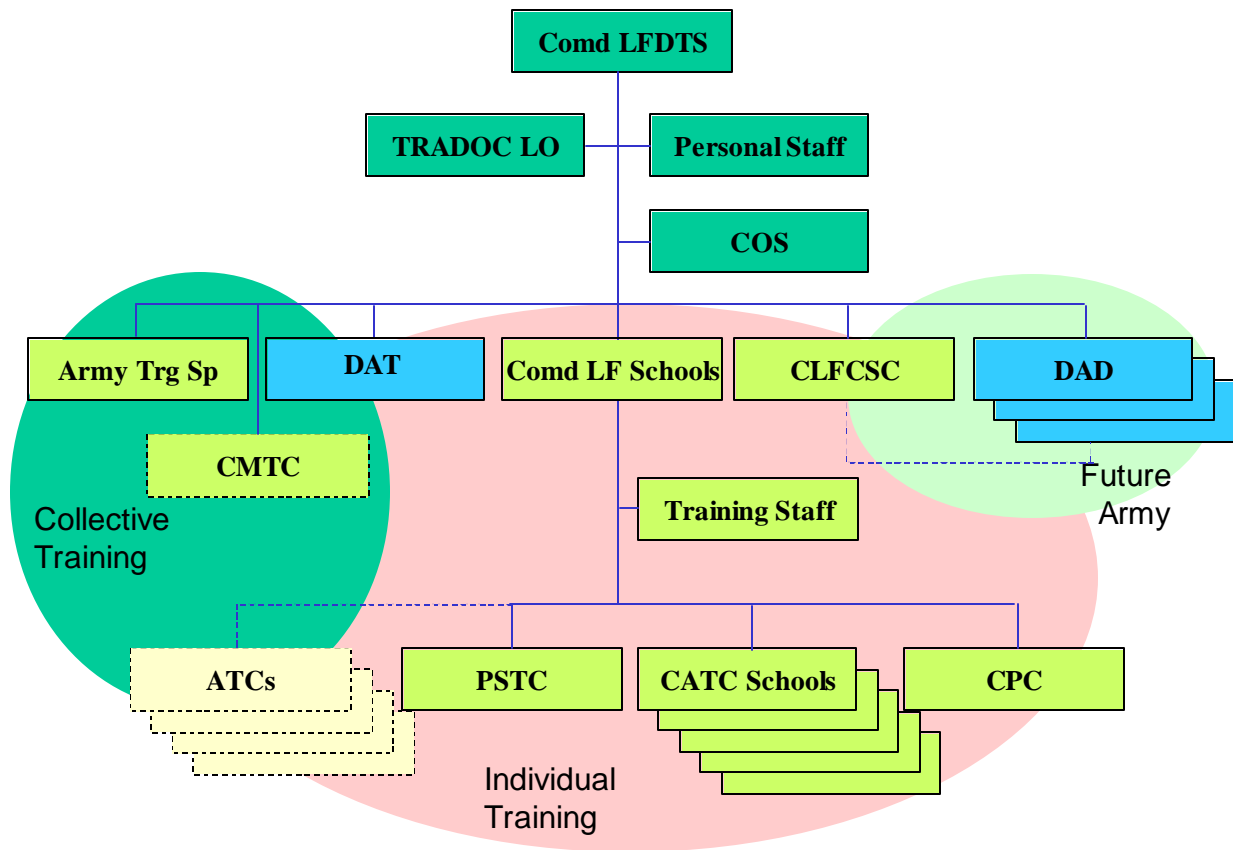 Comd LFDTS
TRADOC LO
Personal Staff
COS
Army Trg Sp
DAT
Comd LF Schools
CLFCSC
DAD
CMTC
Future
Army
Collective
Training
Training Staff
ATCs
PSTC
CATC Schools
CPC
Individual
Training